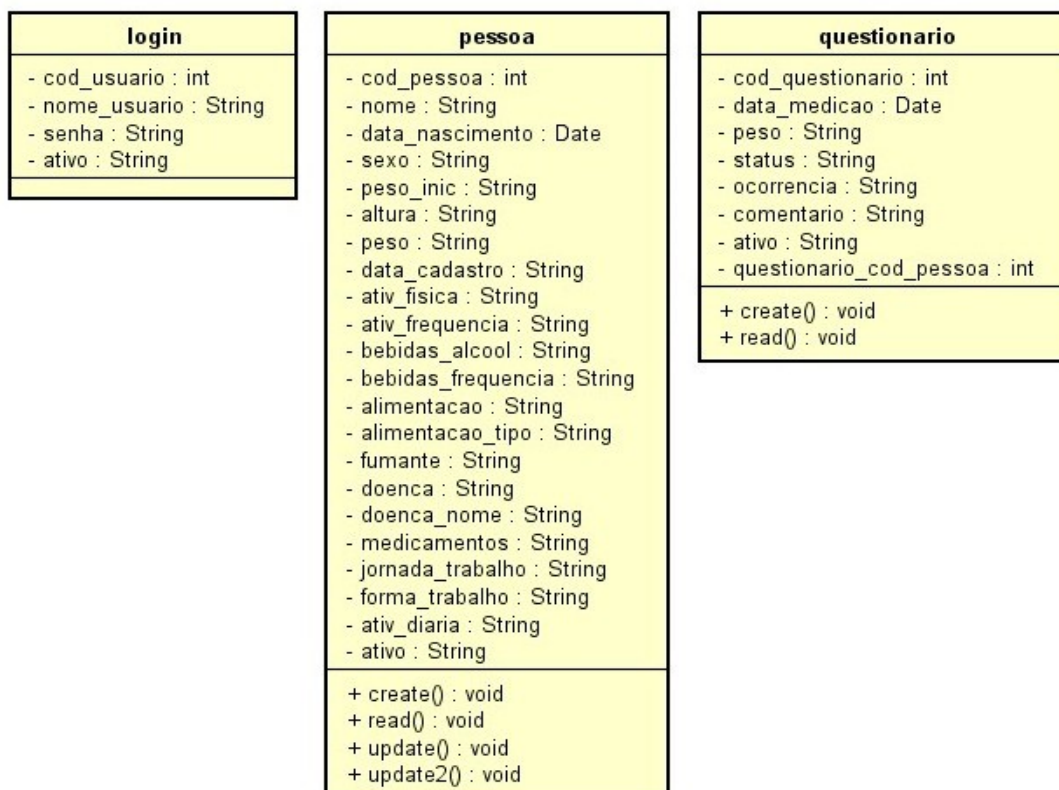 login
- cod_usuario : int
- nome_usuario : String
- senha : String
- ativo : String
pessoa
- cod_pessoa : int
- nome : String
- data_nascimento : Date
- sexo : String
- peso_inic : String
- altura : String
- peso : String
- data_cadastro : String
- ativ_fisica : String
- ativ_frequência : String
- bebidas_alcool : String
- bebidas_frequência : String
- alimentacao : String
- alimentacao_tipo : String
- fumante : String
- doenca : String
- doenca_nome : String
- medicamentos : String
- jornada_trabalho : String
- forma_trabalho : String
- ativ_diaria : String
- ativo : String
+ create() : void
+ read() : void
+ update() : void
+ update2() : void
questionario
- cod_questionario : int
- data_medicao : Date
- peso : String
- status : String
- ocorrencia : String
- comentario : String
- ativo : String
- questionario_cod_pessoa : int
+ create() : void
+ read() : void